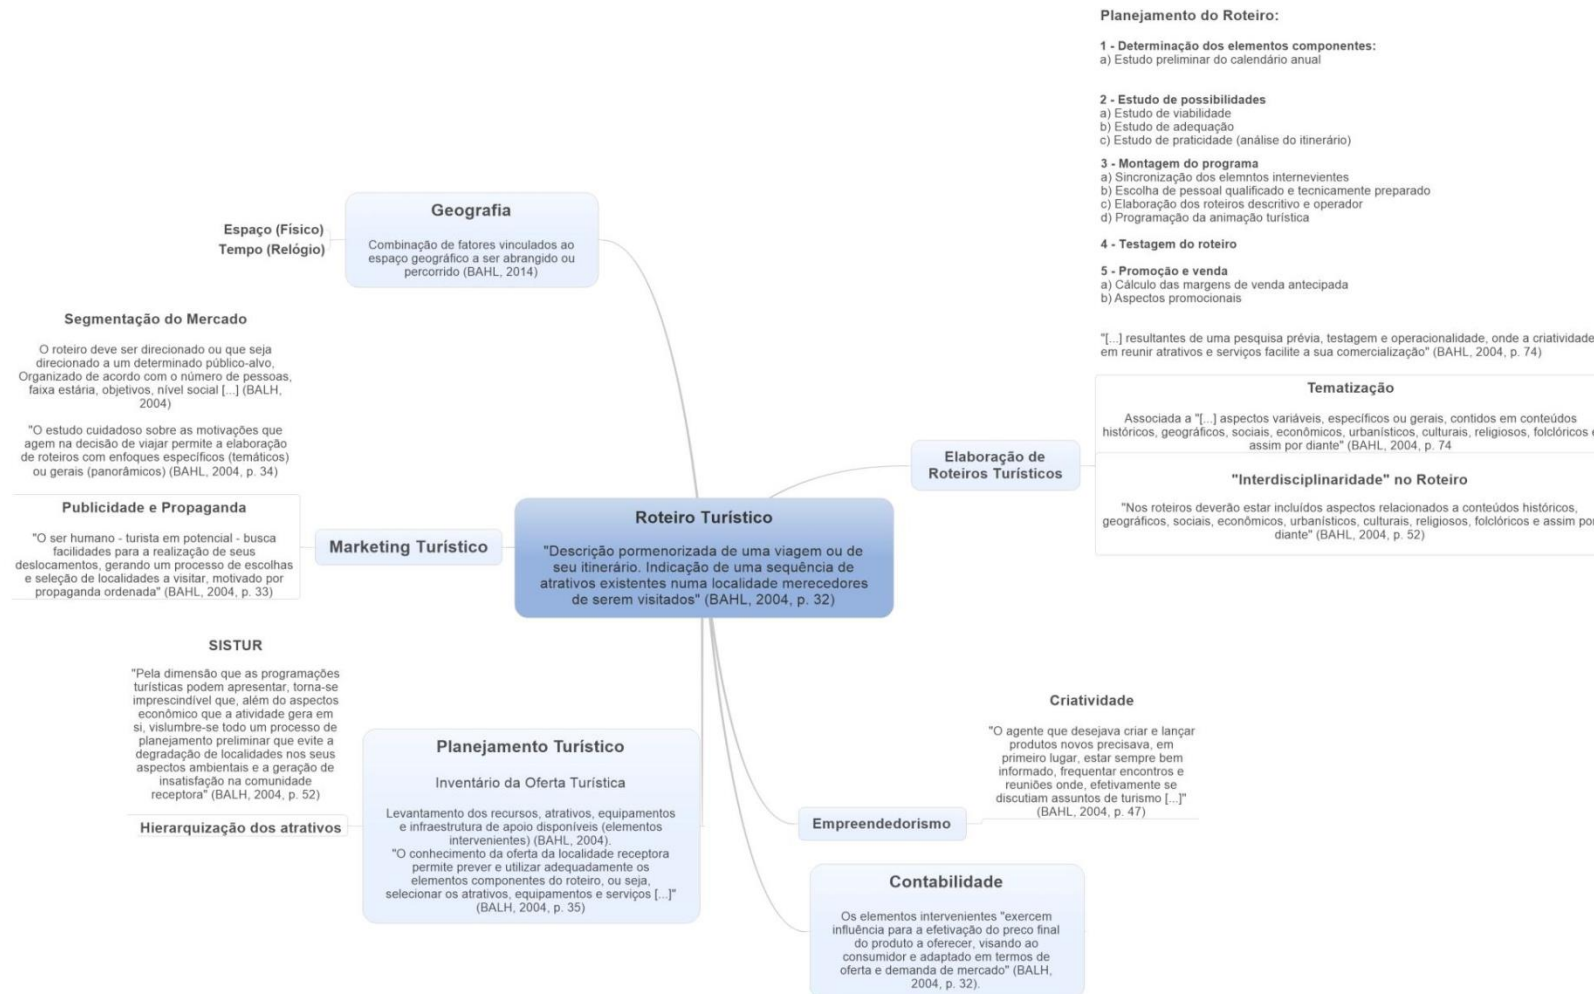 Planejamento do Roteiro:
1 - Determinação dos elementos componentes:
a) Estudo preliminar do calendário anual
2 - Estudo de possibilidades
a) Estudo de viabilidade
b) Estudo de adequação
c) Estudo de praticidade (análise do itinerário)
3 - Montagem do programa
a) Sincronização dos elemntos internevientes
b) Escolha de pessoal qualificado e tecnicamente preparado
c) Elaboração dos roteiros descritivo e operador
d) Programação da animação turística
4 - Testagem do roteiro
5 - Promoção e venda
a) Cálculo das margens de venda antecipada
b) Aspectos promocionais
"[...] resultantes de uma pesquisa prévia, testagem e operacionalidade, onde a criatividade
em reunir atrativos e serviços facilite a sua comercialização" (BAHL, 2004, p. 74)
Tematização
Associada a "[...] aspectos variáveis, específicos ou gerais, contidos em conteúdos
históricos, geográficos, sociais, econômicos, urbanísticos, culturais, religiosos, folclóricos e
assim por diante" (BAHL, 2004, p. 74
"Interdisciplinaridade" no Roteiro
"Nos roteiros deverão estar incluídos aspectos relacionados a conteúdos históricos,
geográficos, sociais, econômicos, urbanísticos, culturais, religiosos, folclóricos e assim por
diante" (BAHL, 2004, p. 52)
Elaboração de
Roteiros Turísticos
Geografia
Combinação de fatores vinculados ao
espaço geográfico a ser abrangido ou
percorrido (BAHL, 2014)
Espaço (Físico)
Tempo (Relógio)
Segmentação do Mercado
O roteiro deve ser direcionado ou que seja
direcionado a um determinado público-alvo,
Organizado de acordo com o número de pessoas,
faixa estária, objetivos, nível social [...] (BALH,
2004)
"O estudo cuidadoso sobre as motivações que
agem na decisão de viajar permite a elaboração
de roteiros com enfoques específicos (temáticos)
ou gerais (panorâmicos) (BAHL, 2004, p. 34)
Publicidade e Propaganda
"O ser humano - turista em potencial - busca
facilidades para a realização de seus
deslocamentos, gerando um processo de escolhas
e seleção de localidades a visitar, motivado por
propaganda ordenada" (BAHL, 2004, p. 33)
Marketing Turístico
Roteiro Turístico
"Descrição pormenorizada de uma viagem ou de
seu itinerário. Indicação de uma sequência de
atrativos existentes numa localidade merecedores
de serem visitados" (BAHL, 2004, p. 32)
SISTUR
"Pela dimensão que as programações
turísticas podem apresentar, torna-se
imprescindível que, além do aspectos
econômico que a atividade gera em
si, vislumbre-se todo um processo de
planejamento preliminar que evite a
degradação de localidades nos seus
aspectos ambientais e a geração de
insatisfação na comunidade
receptora" (BALH, 2004, p. 52)
Hierarquização dos atrativos
Planejamento Turístico
Inventário da Oferta Turística
Levantamento dos recursos, atrativos, equipamentos
e infraestrutura de apoio disponíveis (elementos
intervenientes) (BAHL, 2004).
"O conhecimento da oferta da localidade receptora
permite prever e utilizar adequadamente os
elementos componentes do roteiro, ou seja,
selecionar os atrativos, equipamentos e serviços [...]"
(BALH, 2004, p. 35)
Criatividade
"O agente que desejava criar e lançar
produtos novos precisava, em
primeiro lugar, estar sempre bem
informado, frequentar encontros e
reuniões onde, efetivamente se
discutiam assuntos de turismo [...]"
(BAHL, 2004, p. 47)
Empreendedorismo
Contabilidade
Os elementos intervenientes "exercem
influência para a efetivação do preco final
do produto a oferecer, visando ao
consumidor e adaptado em termos de
oferta e demanda de mercado" (BALH,
2004, p. 32).